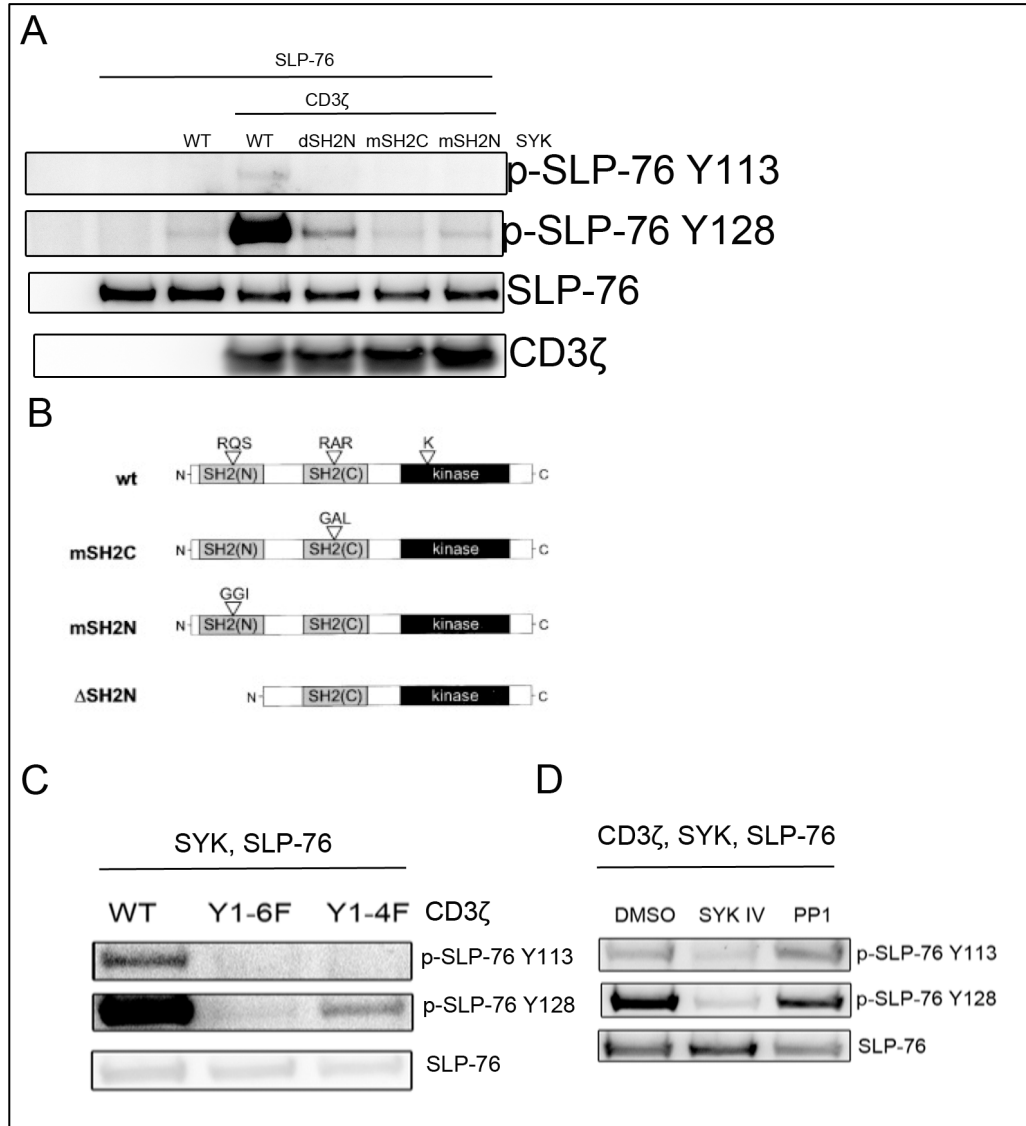 A
SLP-76
CD3ζ
WT WT dSH2N mSH2C mSH2N SYK
p-SLP-76 Y113
p-SLP-76 Y128
SLP-76
CD3ζ
B
RQS RAR K
wt N SH2(N) SH2(C) kinase C
GAL
mSH2C N SH2(N) SH2(C) kinase C
GGI
mSH2N N SH2(N) SH2(C) kinase C
ΔSH2N N SH2(C) kinase C
C
SYK, SLP-76
WT Y1-6F Y1-4F CD3ζ
p-SLP-76 Y113
p-SLP-76 Y128
SLP-76
D
CD3ζ, SYK, SLP-76
DMSO SYK IV PP1
p-SLP-76 Y113
p-SLP-76 Y128
SLP-76